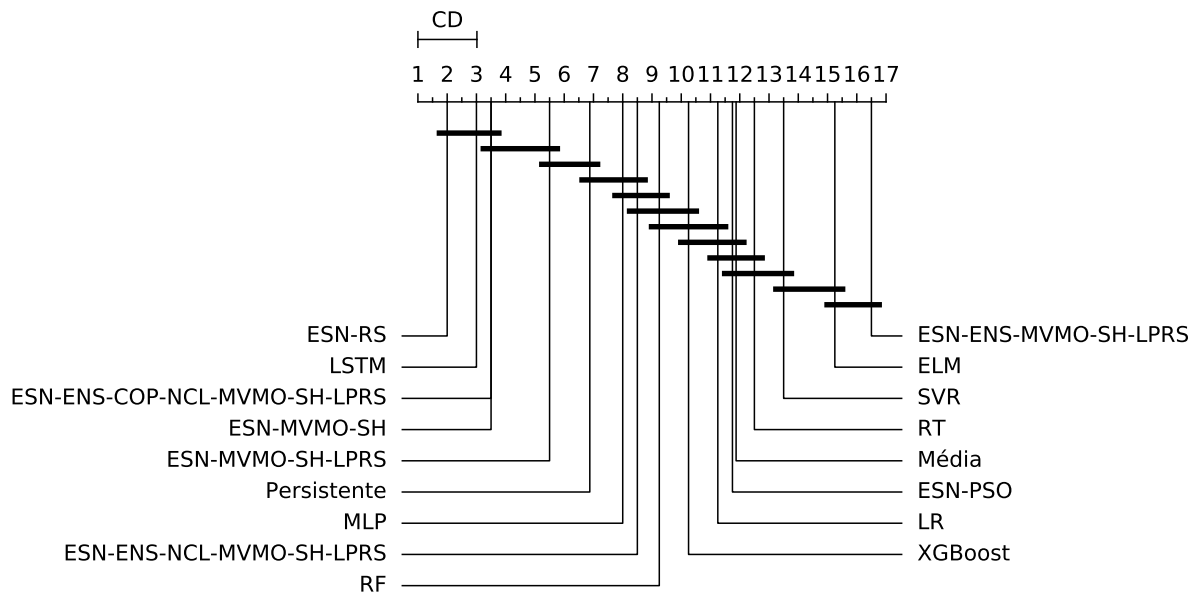 CD
1 2 3 4 5 6 7 8 9 10 11 12 13 14 15 16 17
ESN-RS
LSTM
ESN-ENS-COP-NCL-MVMO-SH-LPRS
ESN-MVMO-SH
ESN-MVMO-SH-LPRS
Persistente
MLP
ESN-ENS-NCL-MVMO-SH-LPRS
RF
ESN-ENS-MVMO-SH-LPRS
ELM
SVR
RT
Média
ESN-PSO
LR
XGBoost